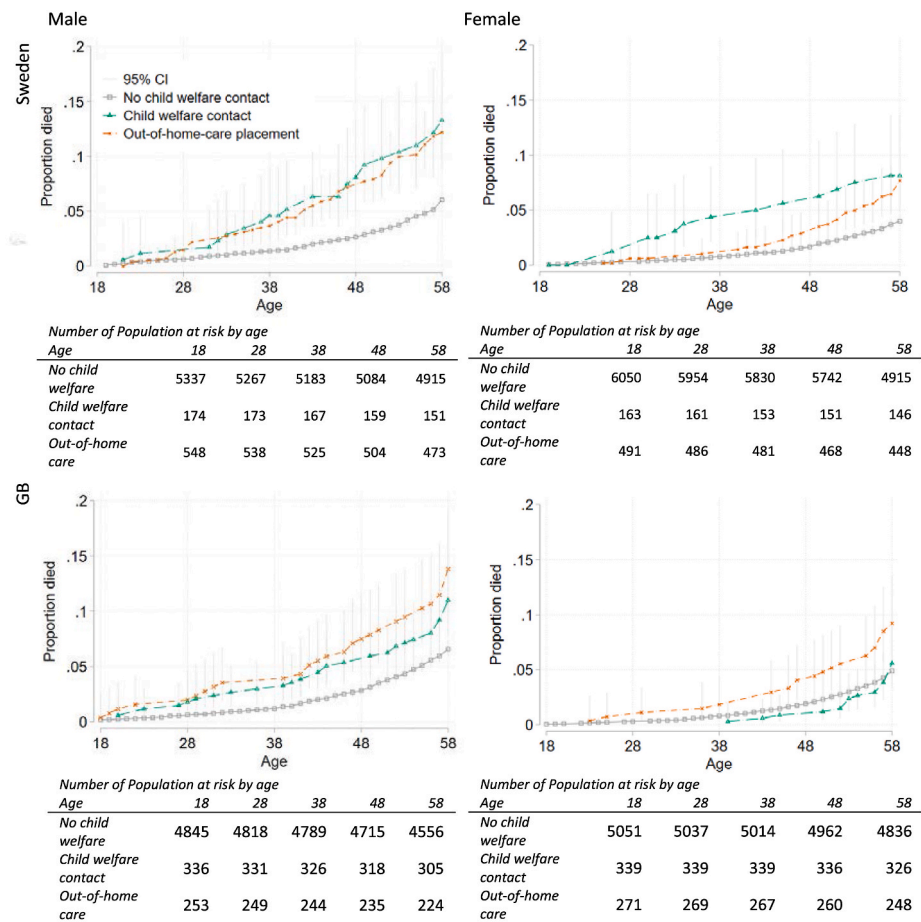 Male
Female
Sweden
.2
.15
.1
.05
0
Proportion died
95% CI
No child welfare contact
Child welfare contact
Out-of-home-care placement
18 28 38 48 58
Age
.2
.15
.1
.05
0
Proportion died
18 28 38 48 58
Age
Number of Population at risk by age
Age 18 28 38 48 58
No child
welfare 5337 5267 5183 5084 4915
Child welfare
contact 174 173 167 159 151
Out-of-home
care 548 538 525 504 473
Number of Population at risk by age
Age 18 28 38 48 58
No child
welfare 6050 5954 5830 5742 4915
Child welfare
contact 163 161 153 151 146
Out-of-home
care 491 486 481 468 448
GB
.2
.15
.1
.05
0
Proportion died
18 28 38 48 58
Age
.2
.15
.1
.05
0
Proportion died
18 28 38 48 58
Age
Number of Population at risk by age
Age 18 28 38 48 58
No child
welfare 4845 4818 4789 4715 4556
Child welfare
contact 336 331 326 318 305
Out-of-home
care 253 249 244 235 224
Number of Population at risk by age
Age 18 28 38 48 58
No child
welfare 5051 5037 5014 4962 4836
Child welfare
contact 339 339 339 336 326
Out-of-home
care 271 269 267 260 248